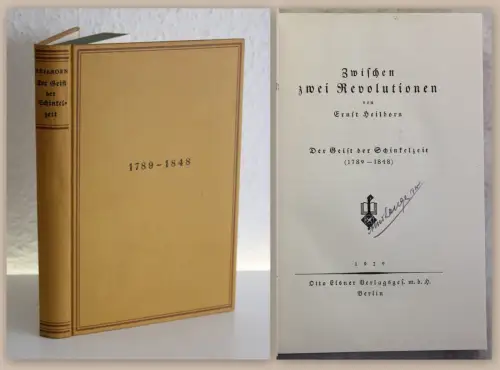 HEILBORN
Der Geist
der
Schinkel-
zeit
1789–1848
Zwischen
zwei Revolutionen
von
Ernst Heilborn
Der Geist der Schinkelzeit
(1789–1848)
1929
Otto Elsner Verlagsges. m. b. H.
Berlin